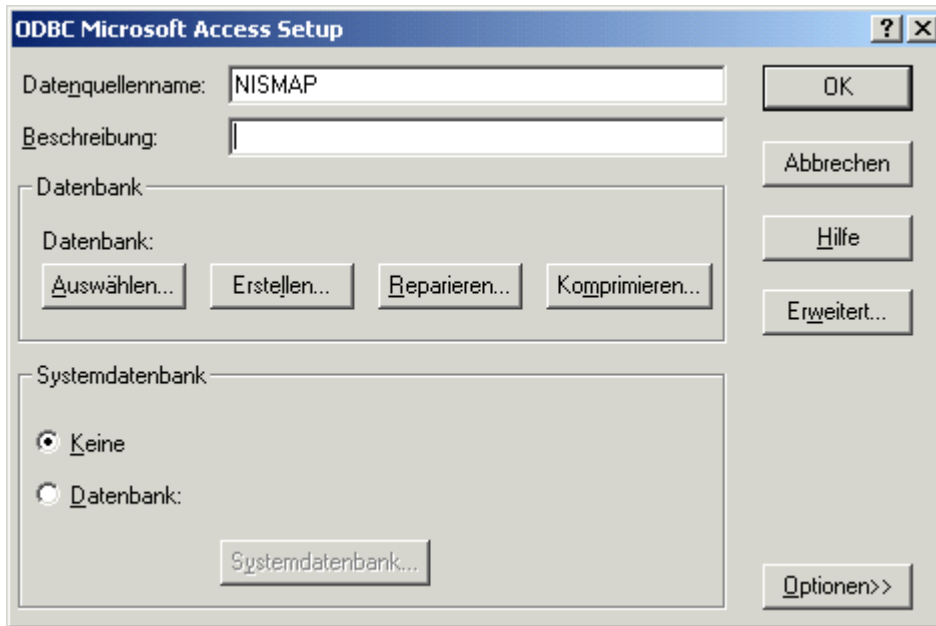 ODBC Microsoft Access Setup
Datenquellenname: NISMAP
OK
Beschreibung:
Abbrechen
Datenbank
Datenbank:
Hilfe
Auswählen... Erstellen... Reparieren... Komprimieren...
Erweitert...
Systemdatenbank
Keine
Datenbank:
Systemdatenbank...
Optionen>>